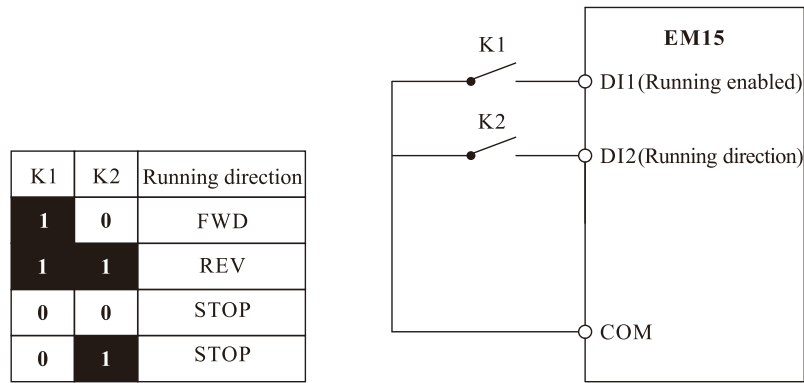 K1 K2 Running direction
1 0 FWD
1 1 REV
0 0 STOP
0 1 STOP
EM15
K1
DI1(Running enabled)
K2
DI2(Running direction)
COM